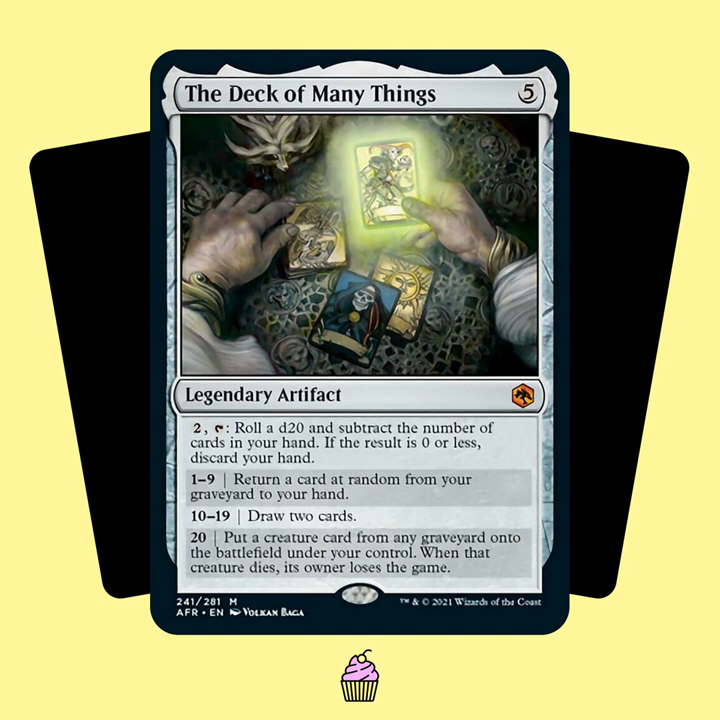 The Deck of Many Things 5
Legendary Artifact
2, : Roll a d20 and subtract the number of
cards in your hand. If the result is 0 or less,
discard your hand.
1–9 | Return a card at random from your
graveyard to your hand.
10–19 | Draw two cards.
20 | Put a creature card from any graveyard onto
the battlefield under your control. When that
creature dies, its owner loses the game.
241/281 M
™ & © 2021 Wizards of the Coast
AFR • EN Volkan Baga